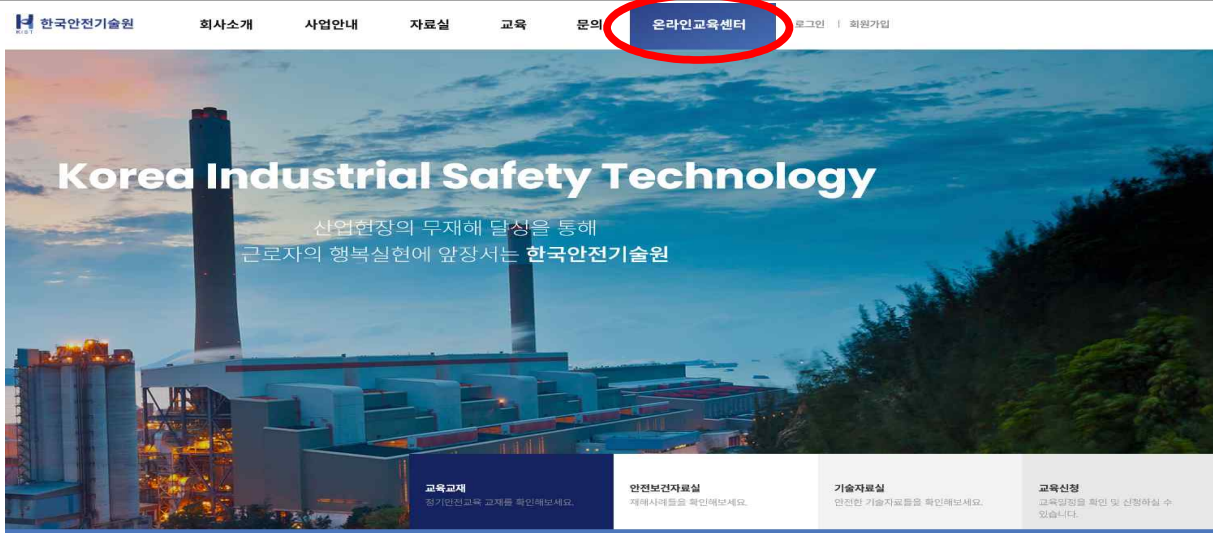 한국안전기술원
KIST
회사소개
사업안내
자료실
교육
문의
온라인교육센터
로그인 | 회원가입
Korea Industrial Safety Technology
산업현장의 무재해 달성을 통해
근로자의 행복실현에 앞장서는 한국안전기술원
교육교재
정기안전교육 교재를 확인해보세요.
안전보건자료실
재해사례들을 확인해보세요.
기술자료실
안전한 기술자료들을 확인해보세요.
교육신청
교육일정을 확인 및 신청하실 수
있습니다.